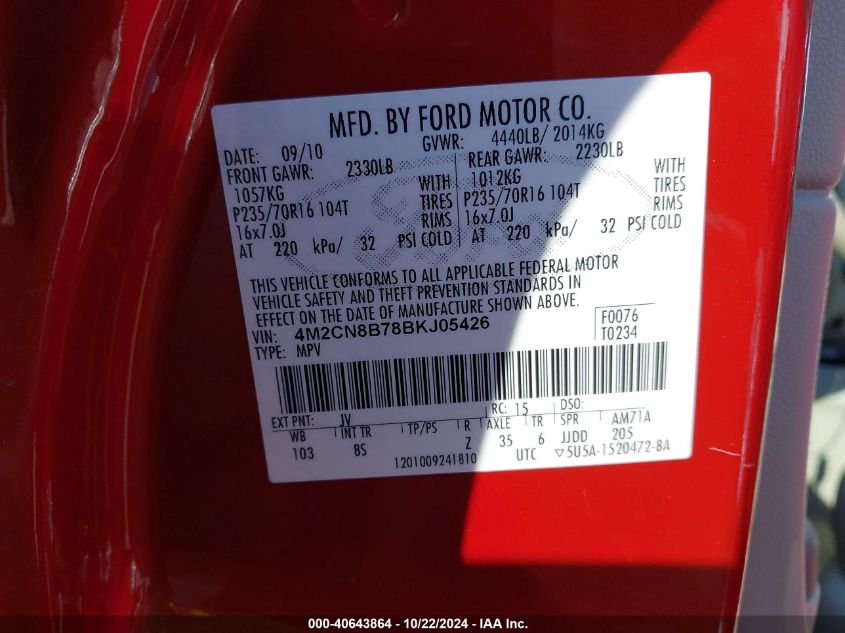 MFD. BY FORD MOTOR CO.
DATE: 09/10 GVWR: 4440LB/ 2014KG
FRONT GAWR: 2330LB REAR GAWR: 2230LB
1057KG WITH 1012KG WITH
P235/70R16 104T TIRES P235/70R16 104T TIRES
16x7.0J RIMS 16x7.0J RIMS
AT 220 kPa/ 32 PSI COLD AT 220 kPa/ 32 PSI COLD
THIS VEHICLE CONFORMS TO ALL APPLICABLE FEDERAL MOTOR
VEHICLE SAFETY AND THEFT PREVENTION STANDARDS IN
EFFECT ON THE DATE OF MANUFACTURE SHOWN ABOVE.
VIN: 4M2CN8B78BKJ05426 F0076
TYPE: MPV T0234
EXT PNT: JV RC: 15 DSO:
WB INT TR TP/PS R AXLE TR SPR AM71A
103 8S Z 35 6 JJDD 205
1201009241810 UTC ▽5U5A-1520472-BA
000-40643864 - 10/22/2024 - IAA Inc.